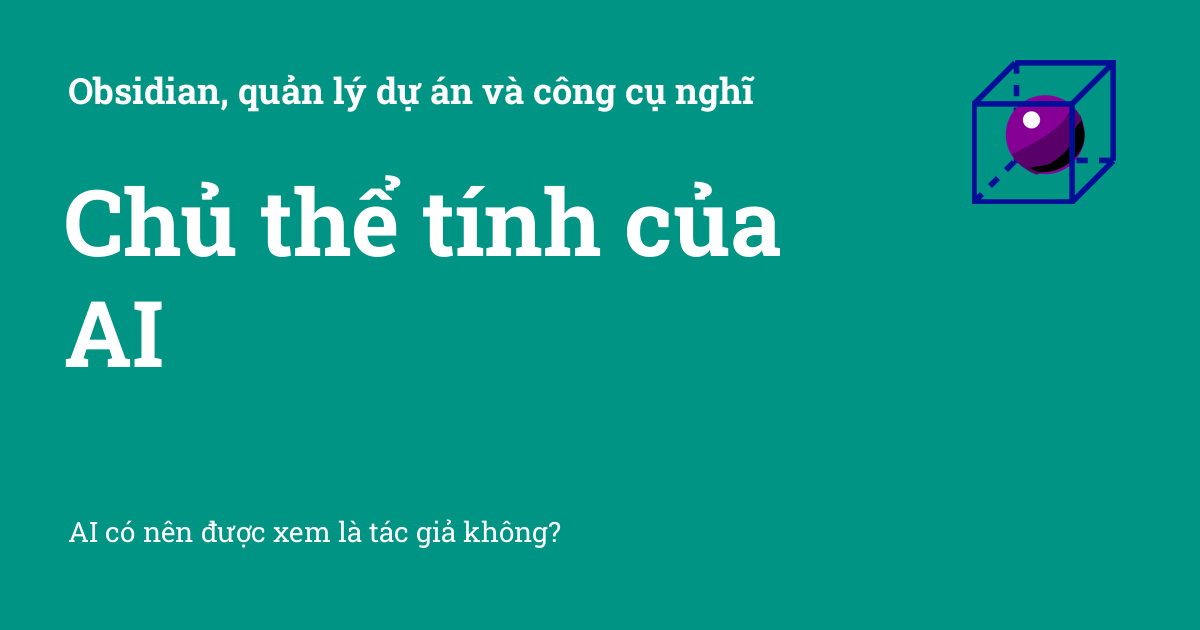 Obsidian, quản lý dự án và công cụ nghĩ
Chủ thể tính của
AI
AI có nên được xem là tác giả không?